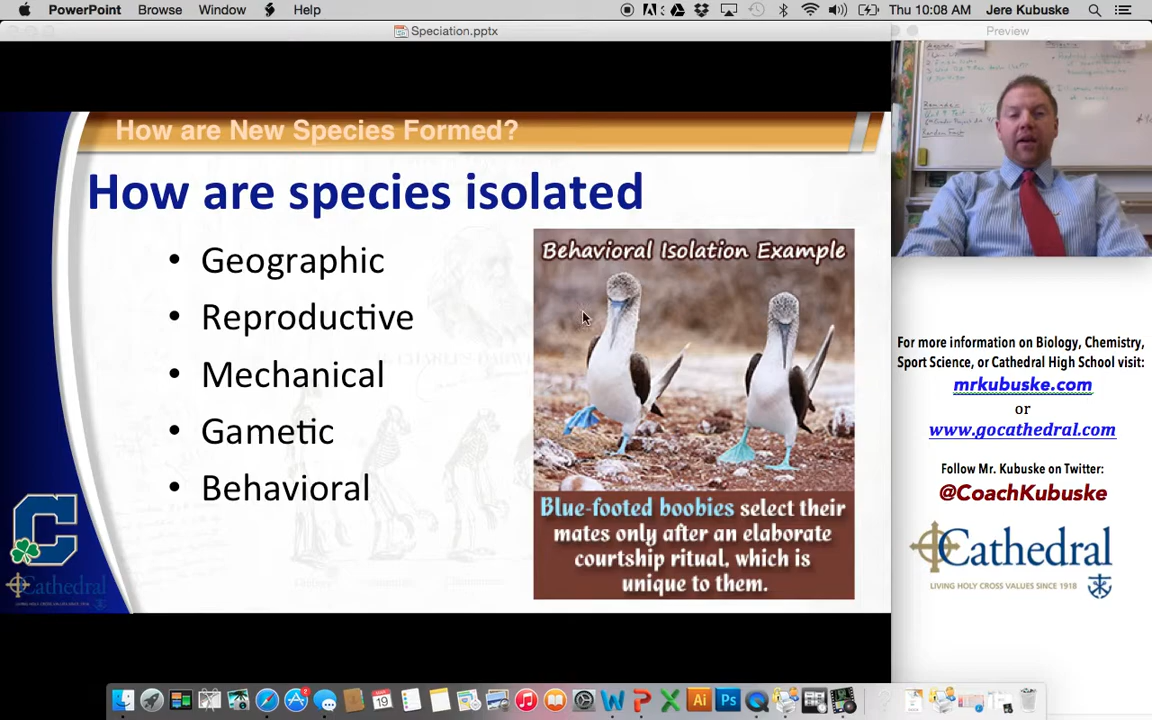 PowerPoint Browse Window Help Thu 10:08 AM Jere Kubuske
Speciation.pptx
Preview
How are New Species Formed?
How are species isolated
• Geographic
• Reproductive
• Mechanical
• Gametic
• Behavioral
Behavioral Isolation Example
Blue-footed boobies select their
mates only after an elaborate
courtship ritual, which is
unique to them.
C
Cathedral
For more information on Biology, Chemistry,
Sport Science, or Cathedral High School visit:
mrkubuske.com
or
www.gocathedral.com
Follow Mr. Kubuske on Twitter:
@CoachKubuske
Cathedral
LIVING HOLY CROSS VALUES SINCE 1918